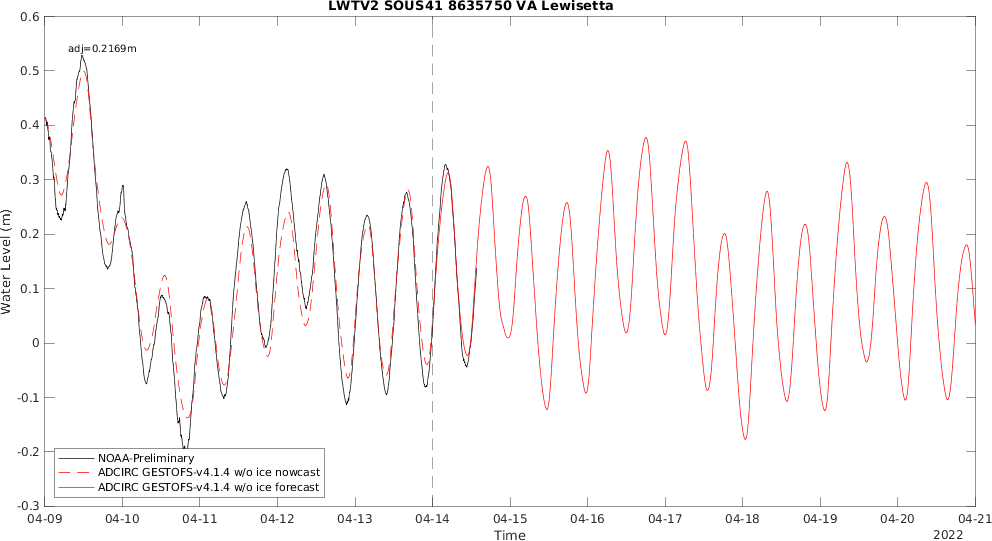 LWTV2 SOUS41 8635750 VA Lewisetta
adj=0.2169m
0.6
0.5
0.4
0.3
0.2
0.1
0
-0.1
-0.2
-0.3
Water Level (m)
NOAA-Preliminary
ADCIRC GESTOFS-v4.1.4 w/o ice nowcast
ADCIRC GESTOFS-v4.1.4 w/o ice forecast
04-09 04-10 04-11 04-12 04-13 04-14 04-15 04-16 04-17 04-18 04-19 04-20 04-21
Time
2022